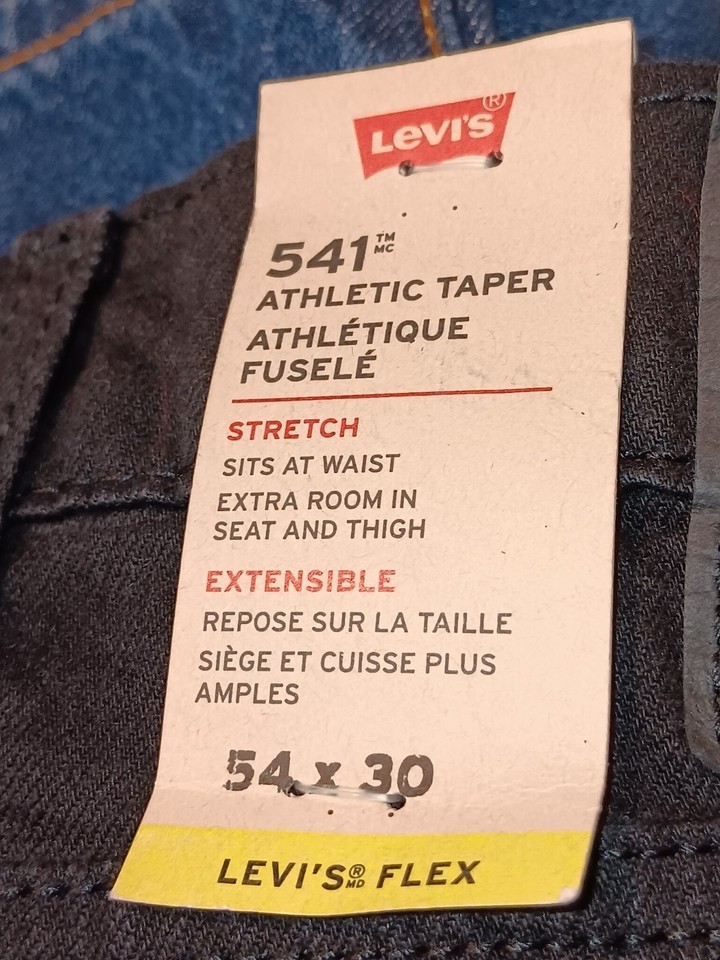 LEVI'S®
541™
MC
ATHLETIC TAPER
ATHLÉTIQUE
FUSELÉ
STRETCH
SITS AT WAIST
EXTRA ROOM IN
SEAT AND THIGH
EXTENSIBLE
REPOSE SUR LA TAILLE
SIÈGE ET CUISSE PLUS
AMPLES
54 x 30
LEVI'S® MD FLEX